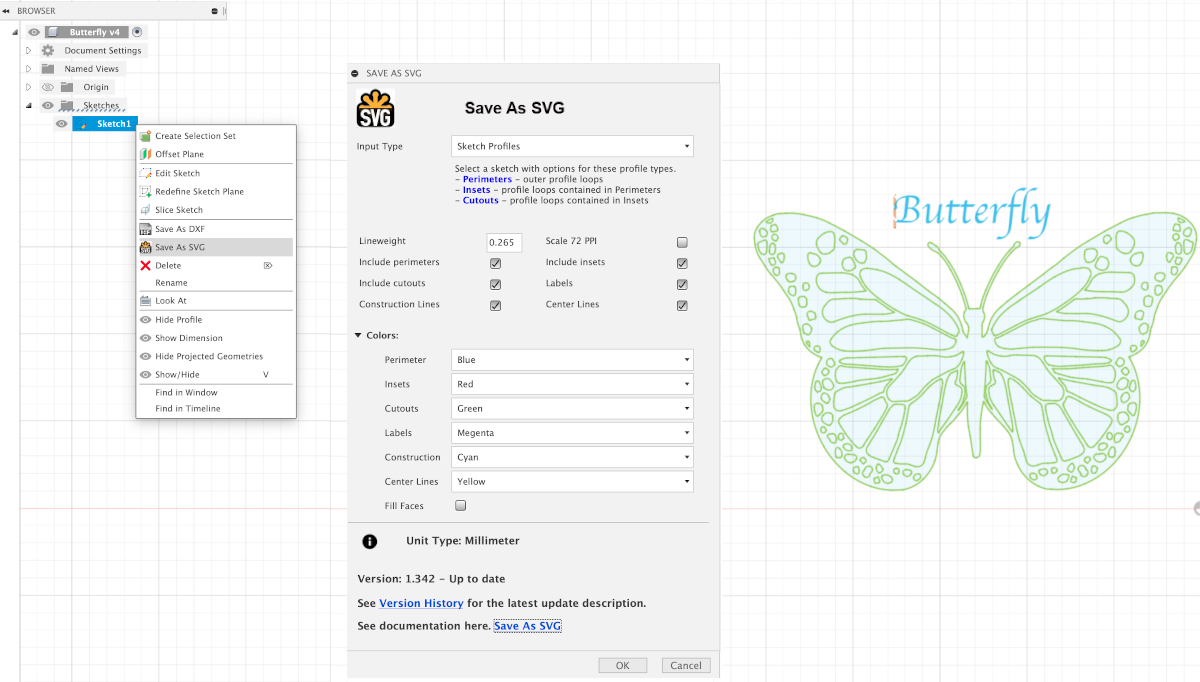 BROWSER
Butterfly v4
Document Settings
Named Views
Origin
Sketches
Sketch1
Create Selection Set
Offset Plane
Edit Sketch
Redefine Sketch Plane
Slice Sketch
Save As DXF
Save As SVG
Delete
Rename
Look At
Hide Profile
Show Dimension
Hide Projected Geometries
Show/Hide V
Find in Window
Find in Timeline
SAVE AS SVG
SVG
Save As SVG
Input Type Sketch Profiles
Select a sketch with options for these profile types.
- Perimeters - outer profile loops
- Insets - profile loops contained in Perimeters
- Cutouts - profile loops contained in Insets
Lineweight 0.265 Scale 72 PPI
Include perimeters Include insets
Include cutouts Labels
Construction Lines Center Lines
Colors:
Perimeter Blue
Insets Red
Cutouts Green
Labels Megenta
Construction Cyan
Center Lines Yellow
Fill Faces
Unit Type: Millimeter
Version: 1.342 - Up to date
See Version History for the latest update description.
See documentation here. Save As SVG
OK Cancel
Butterfly